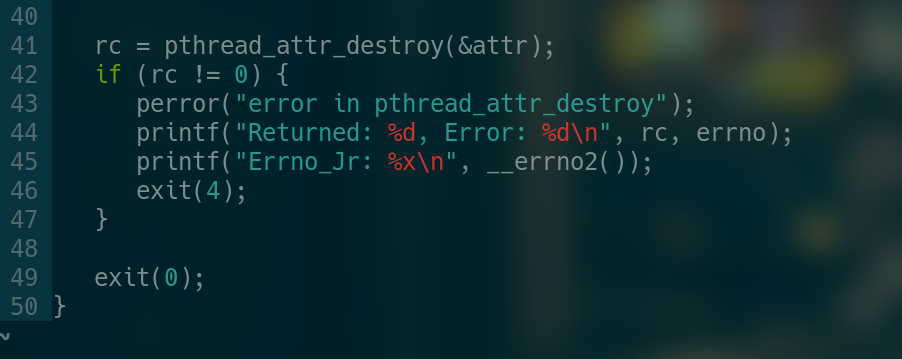 40
41    rc = pthread_attr_destroy(&attr);
42    if (rc != 0) {
43       perror("error in pthread_attr_destroy");
44       printf("Returned: %d, Error: %d\n", rc, errno);
45       printf("Errno_Jr: %x\n", __errno2());
46       exit(4);
47    }
48
49    exit(0);
50 }
~